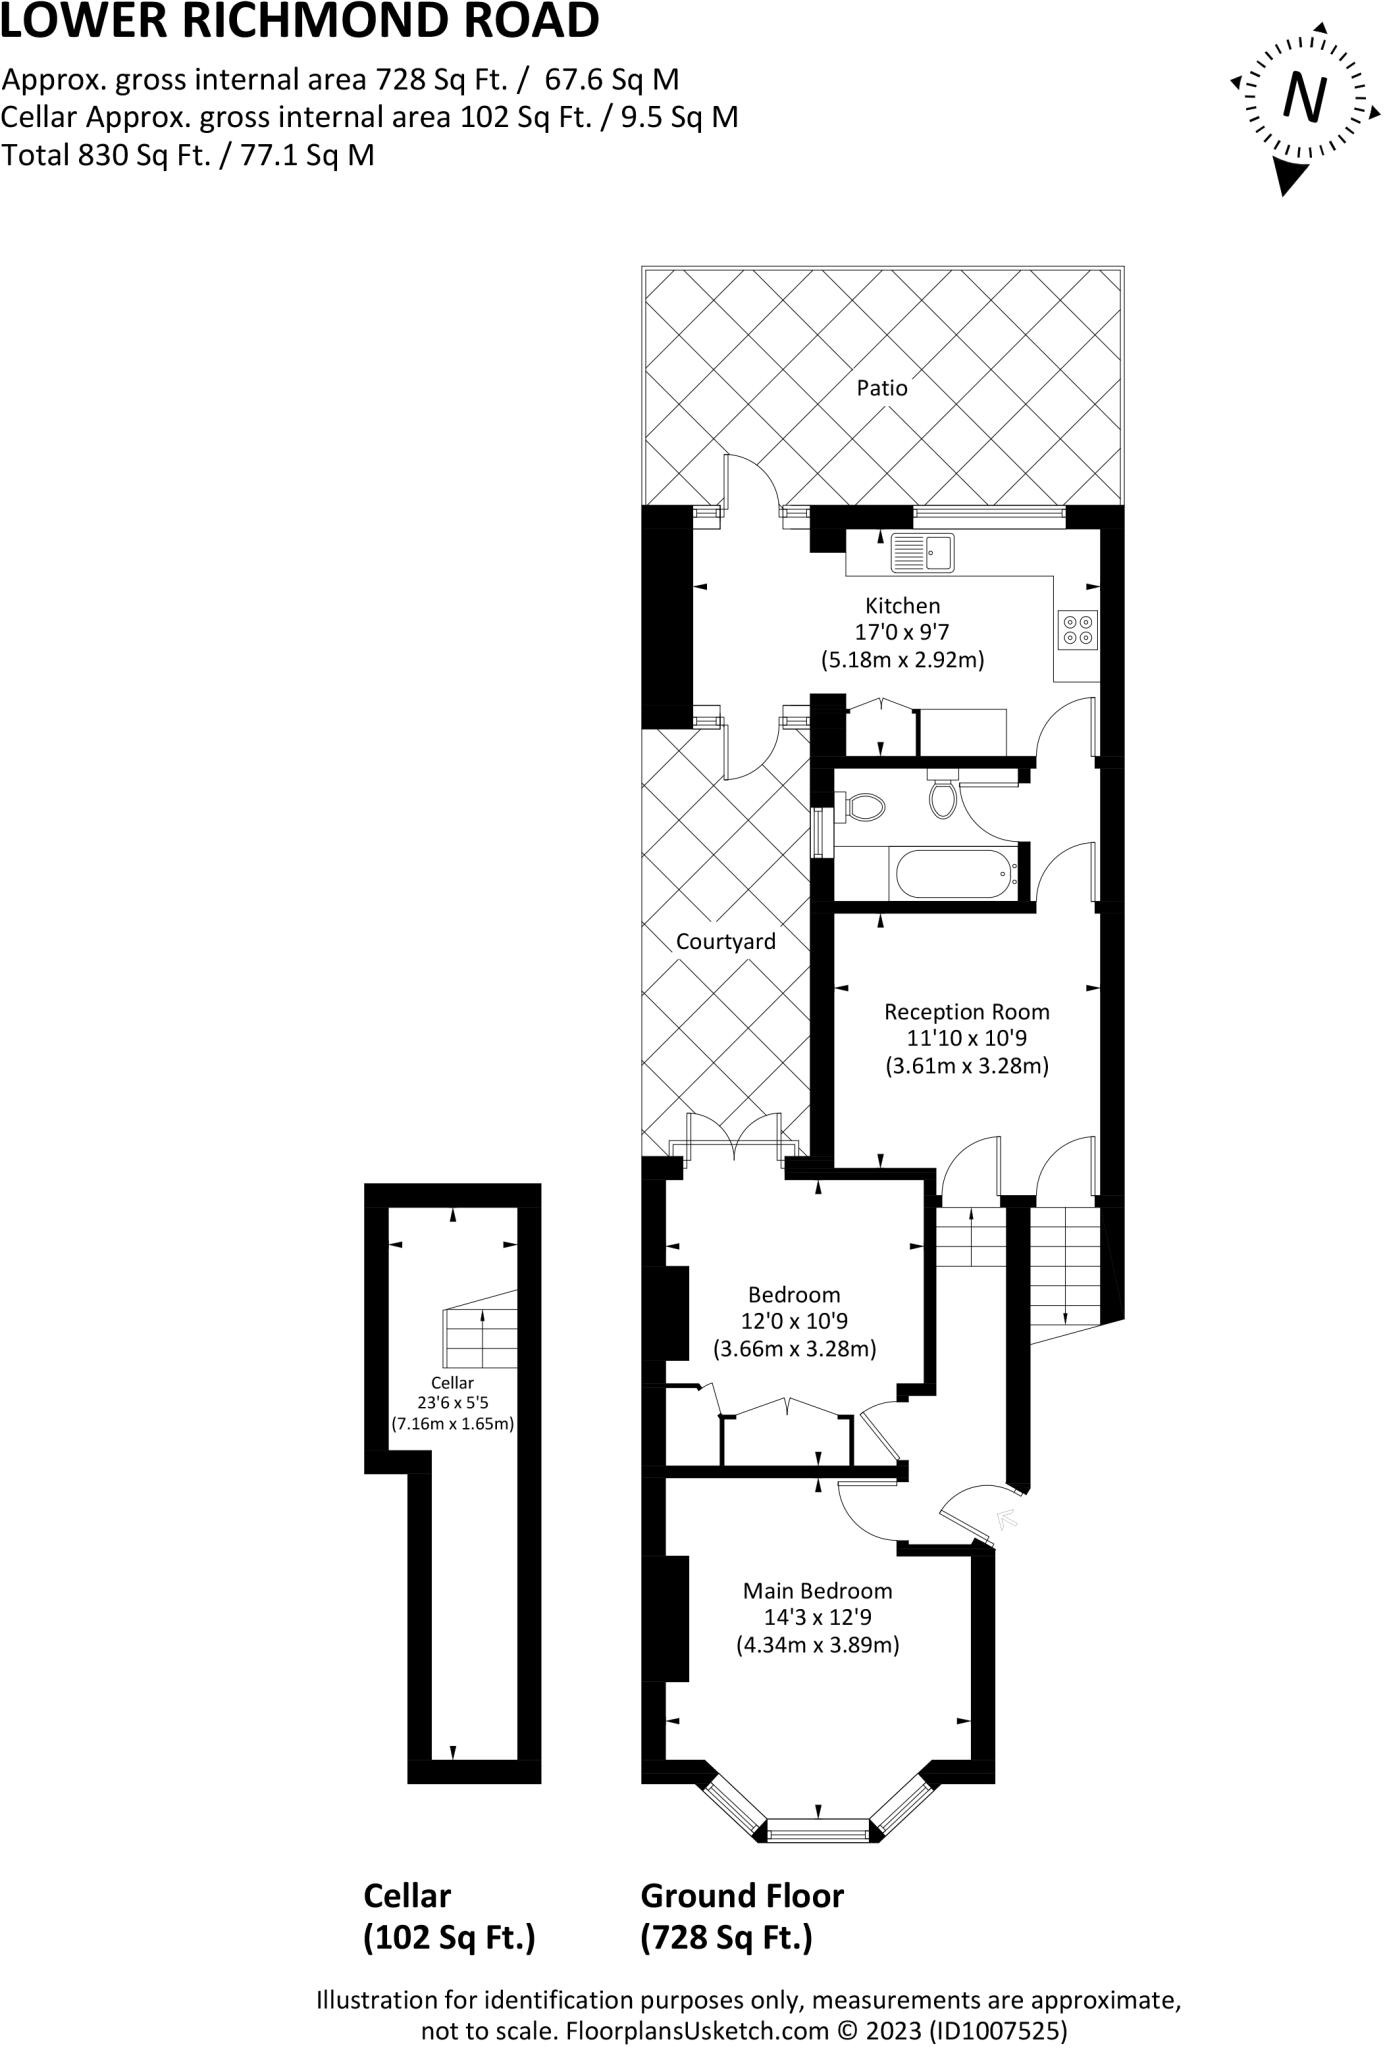 LOWER RICHMOND ROAD
Approx. gross internal area 728 Sq Ft. / 67.6 Sq M
Cellar Approx. gross internal area 102 Sq Ft. / 9.5 Sq M
Total 830 Sq Ft. / 77.1 Sq M
N
Patio
Kitchen
17'0 x 9'7
(5.18m x 2.92m)
Courtyard
Reception Room
11'10 x 10'9
(3.61m x 3.28m)
Bedroom
12'0 x 10'9
(3.66m x 3.28m)
Cellar
23'6 x 5'5
(7.16m x 1.65m)
Main Bedroom
14'3 x 12'9
(4.34m x 3.89m)
Cellar
(102 Sq Ft.)
Ground Floor
(728 Sq Ft.)
Illustration for identification purposes only, measurements are approximate,
not to scale. FloorplansUsketch.com © 2023 (ID1007525)